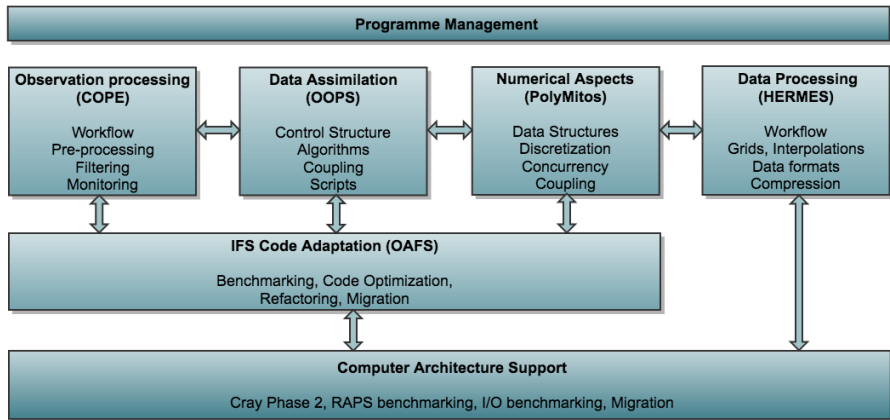 Programme Management
Observation processing
(COPE)
Workflow
Pre-processing
Filtering
Monitoring
Data Assimilation
(OOPS)
Control Structure
Algorithms
Coupling
Scripts
Numerical Aspects
(PolyMitos)
Data Structures
Discretization
Concurrency
Coupling
Data Processing
(HERMES)
Workflow
Grids, Interpolations
Data formats
Compression
IFS Code Adaptation (OAFS)
Benchmarking, Code Optimization,
Refactoring, Migration
Computer Architecture Support
Cray Phase 2, RAPS benchmarking, I/O benchmarking, Migration